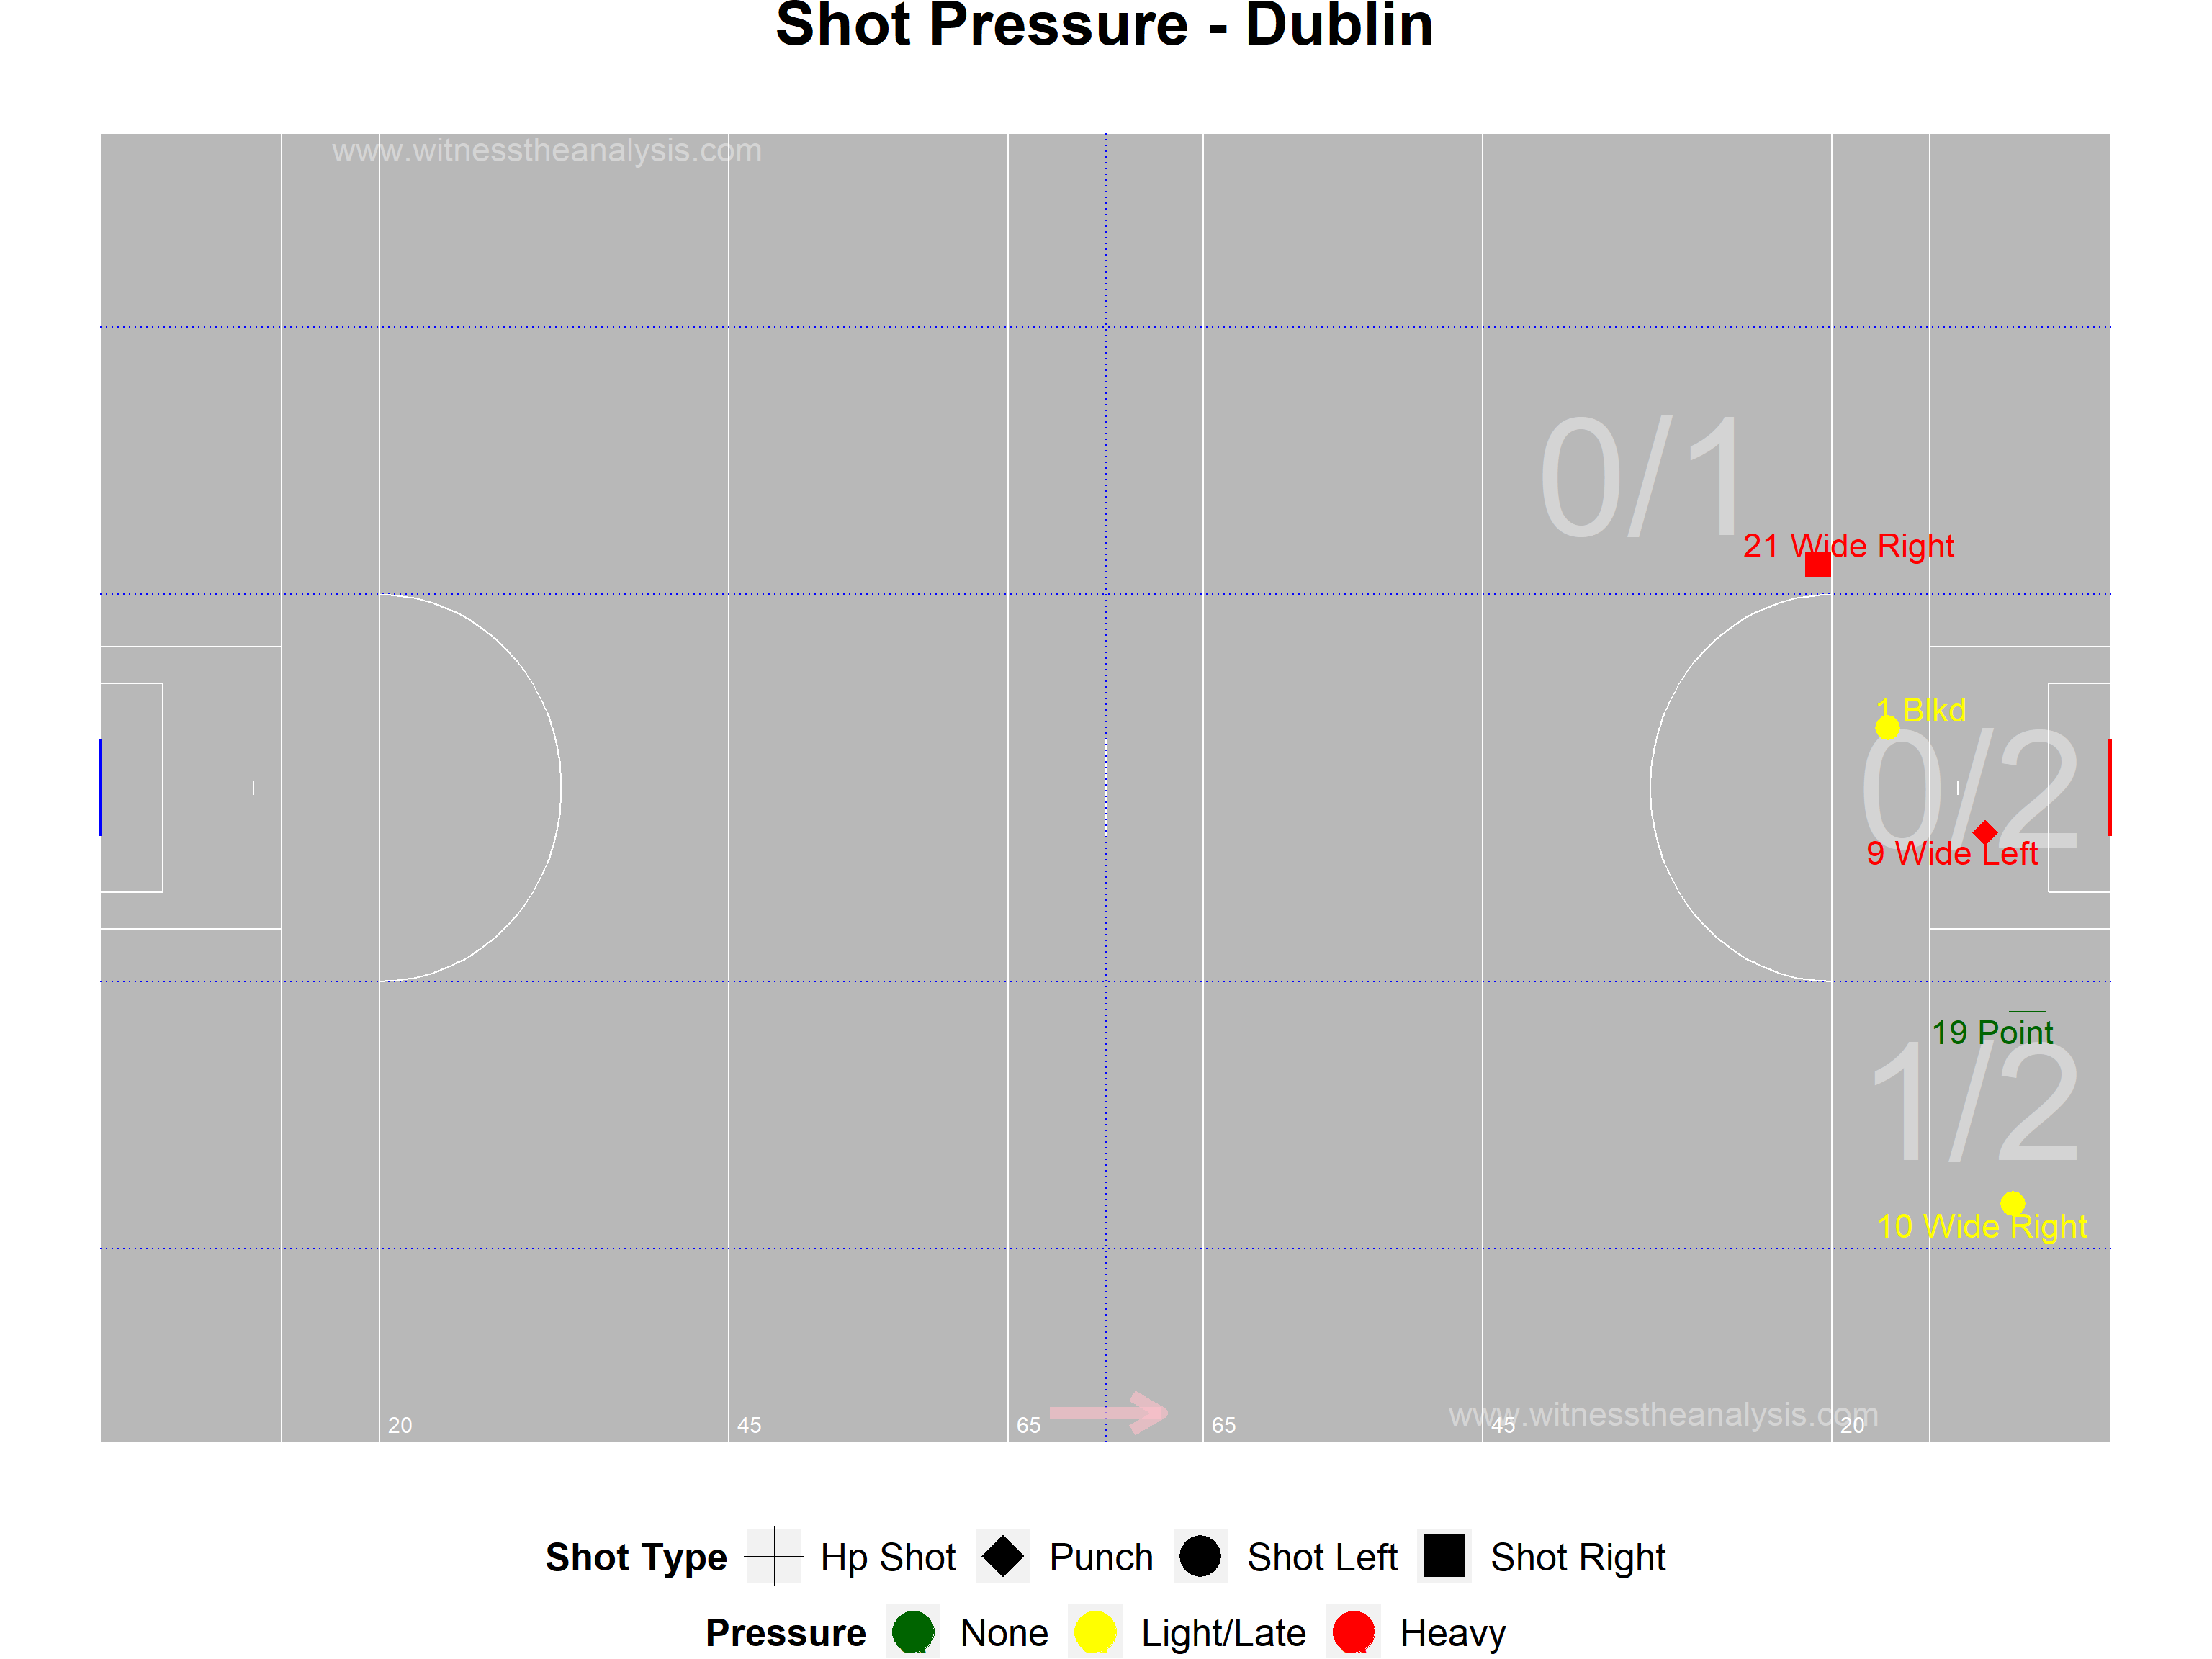 Shot Pressure - Dublin
www.witnesstheanalysis.com
0/1
21 Wide Right
1 Blkd
0/2
9 Wide Left
19 Point
1/2
10 Wide Right
www.witnesstheanalysis.com
20 45 65 65 45 20
Shot Type Hp Shot Punch Shot Left Shot Right
Pressure None Light/Late Heavy